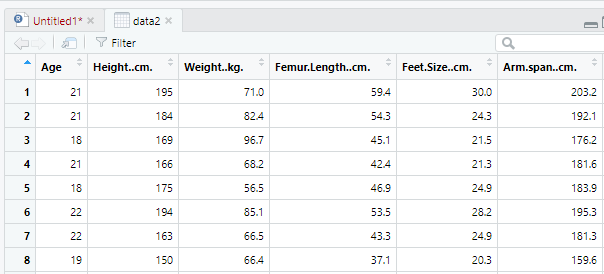 Untitled1* data2
Filter
Age Height..cm. Weight..kg. Femur.Length..cm. Feet.Size..cm. Arm.span..cm.
1 21 195 71.0 59.4 30.0 203.2
2 21 184 82.4 54.3 24.3 192.1
3 18 169 96.7 45.1 21.5 176.2
4 21 166 68.2 42.4 21.3 181.6
5 18 175 56.5 46.9 24.9 183.9
6 22 194 85.1 53.5 28.2 195.3
7 22 163 66.5 43.3 24.9 181.3
8 19 150 66.4 37.1 20.3 159.6